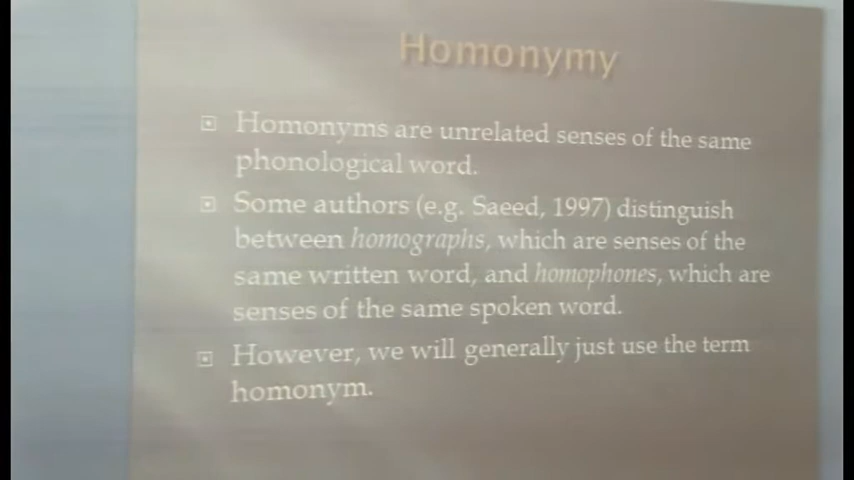 Homonymy
Homonyms are unrelated senses of the same
phonological word.
Some authors (e.g. Saeed, 1997) distinguish
between homographs, which are senses of the
same written word, and homophones, which are
senses of the same spoken word.
However, we will generally just use the term
homonym.